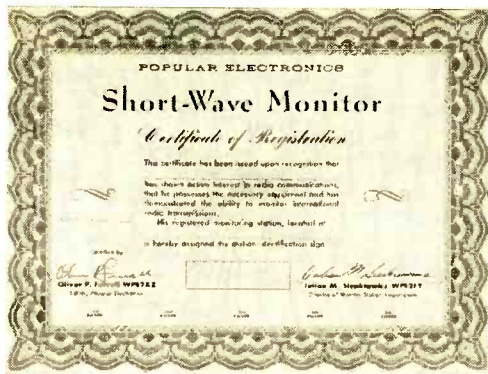 POPULAR ELECTRONICS
Short-Wave Monitor
Certificate of Registration
This certificate has been issued upon recognition that
has shown active interest in radio communications,
that he possesses the necessary equipment and has
demonstrated the ability to monitor international
radio transmissions.
His registered monitoring station, located at
is hereby assigned the station identification sign
Oliver P. Ferrell
Julian M. Sienkiewicz